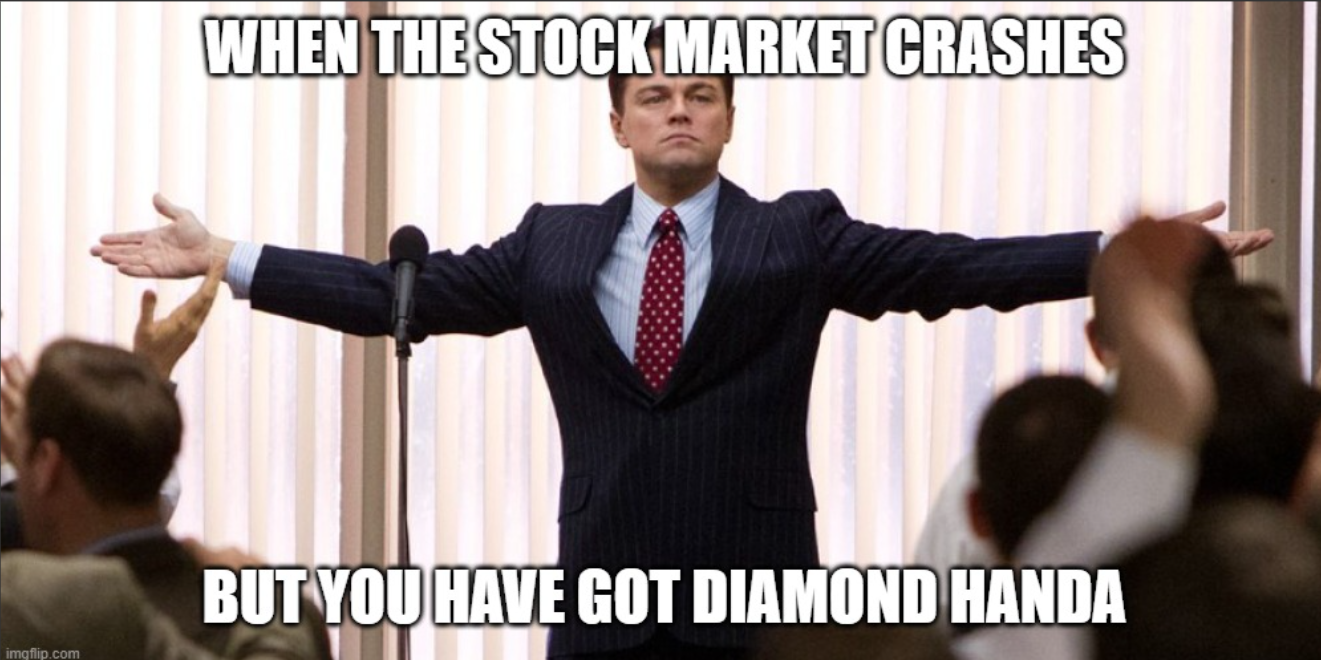 WHEN THE STOCK MARKET CRASHES
BUT YOU HAVE GOT DIAMOND HANDA
imgflip.com